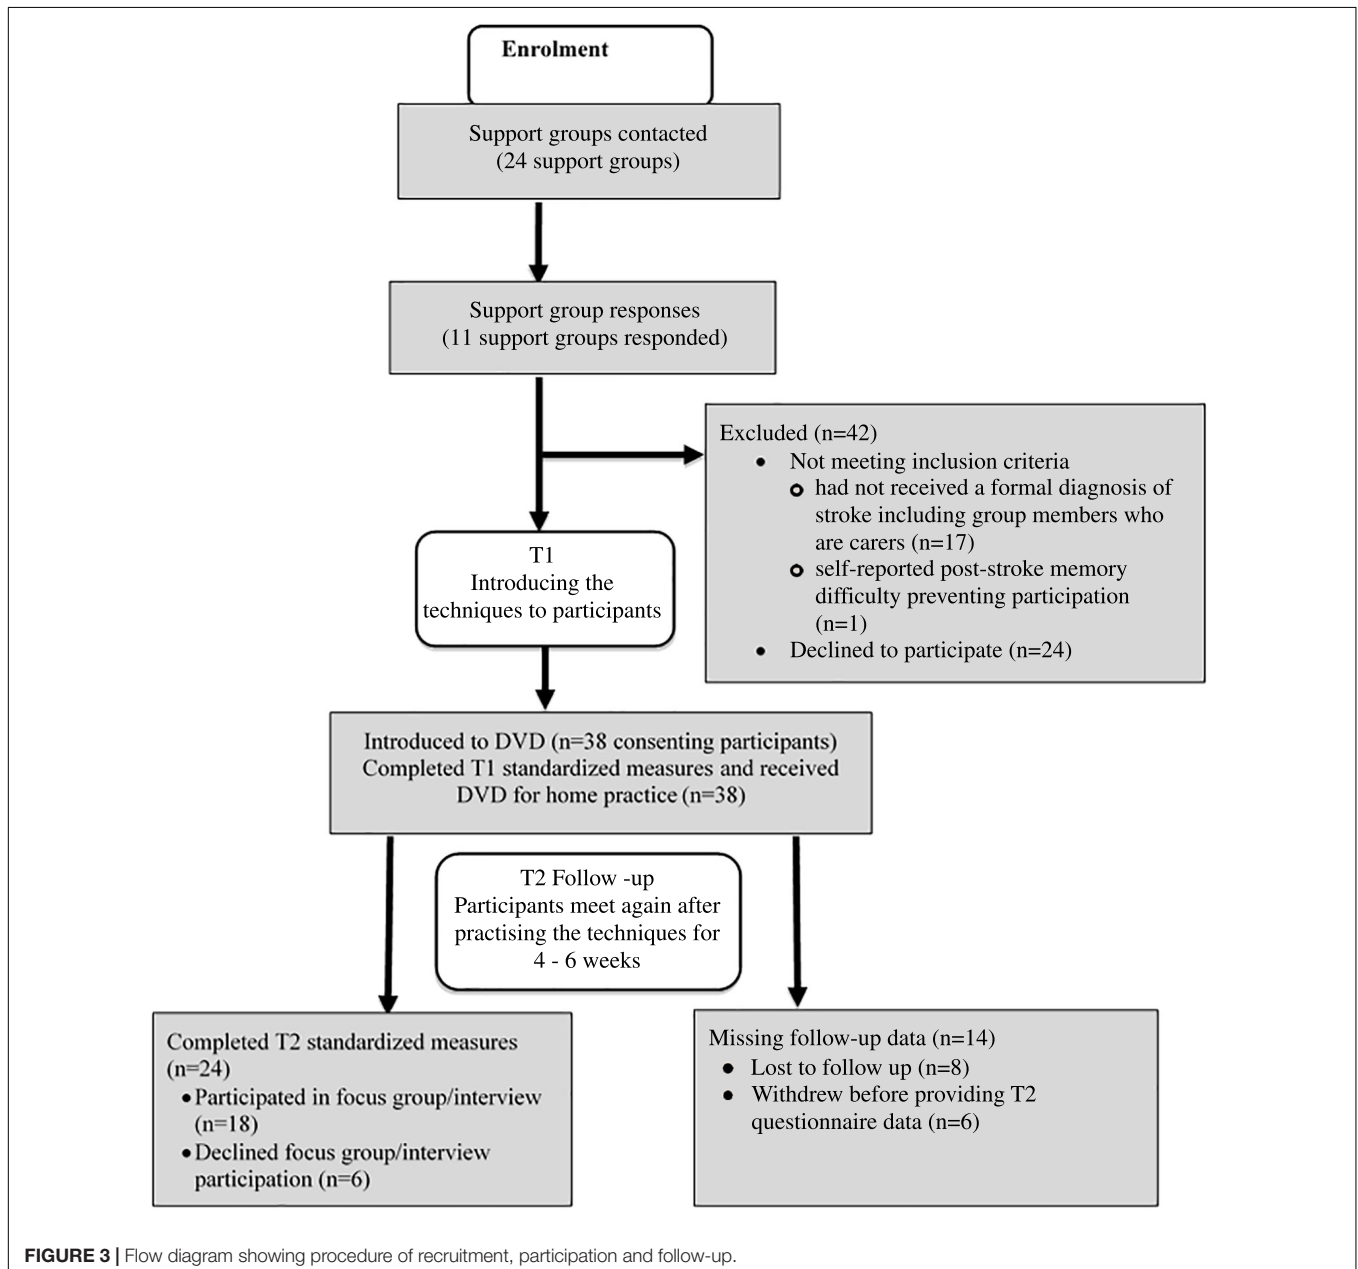 Enrolment
Support groups contacted
(24 support groups)
Support group responses
(11 support groups responded)
Excluded (n=42)
• Not meeting inclusion criteria
o had not received a formal diagnosis of
stroke including group members who
are carers (n=17)
o self-reported post-stroke memory
difficulty preventing participation
(n=1)
• Declined to participate (n=24)
T1
Introducing the
techniques to participants
Introduced to DVD (n=38 consenting participants)
Completed T1 standardized measures and received
DVD for home practice (n=38)
T2 Follow -up
Participants meet again after
practising the techniques for
4 - 6 weeks
Completed T2 standardized measures
(n=24)
• Participated in focus group/interview
(n=18)
• Declined focus group/interview
participation (n=6)
Missing follow-up data (n=14)
• Lost to follow up (n=8)
• Withdrew before providing T2
questionnaire data (n=6)
FIGURE 3 | Flow diagram showing procedure of recruitment, participation and follow-up.